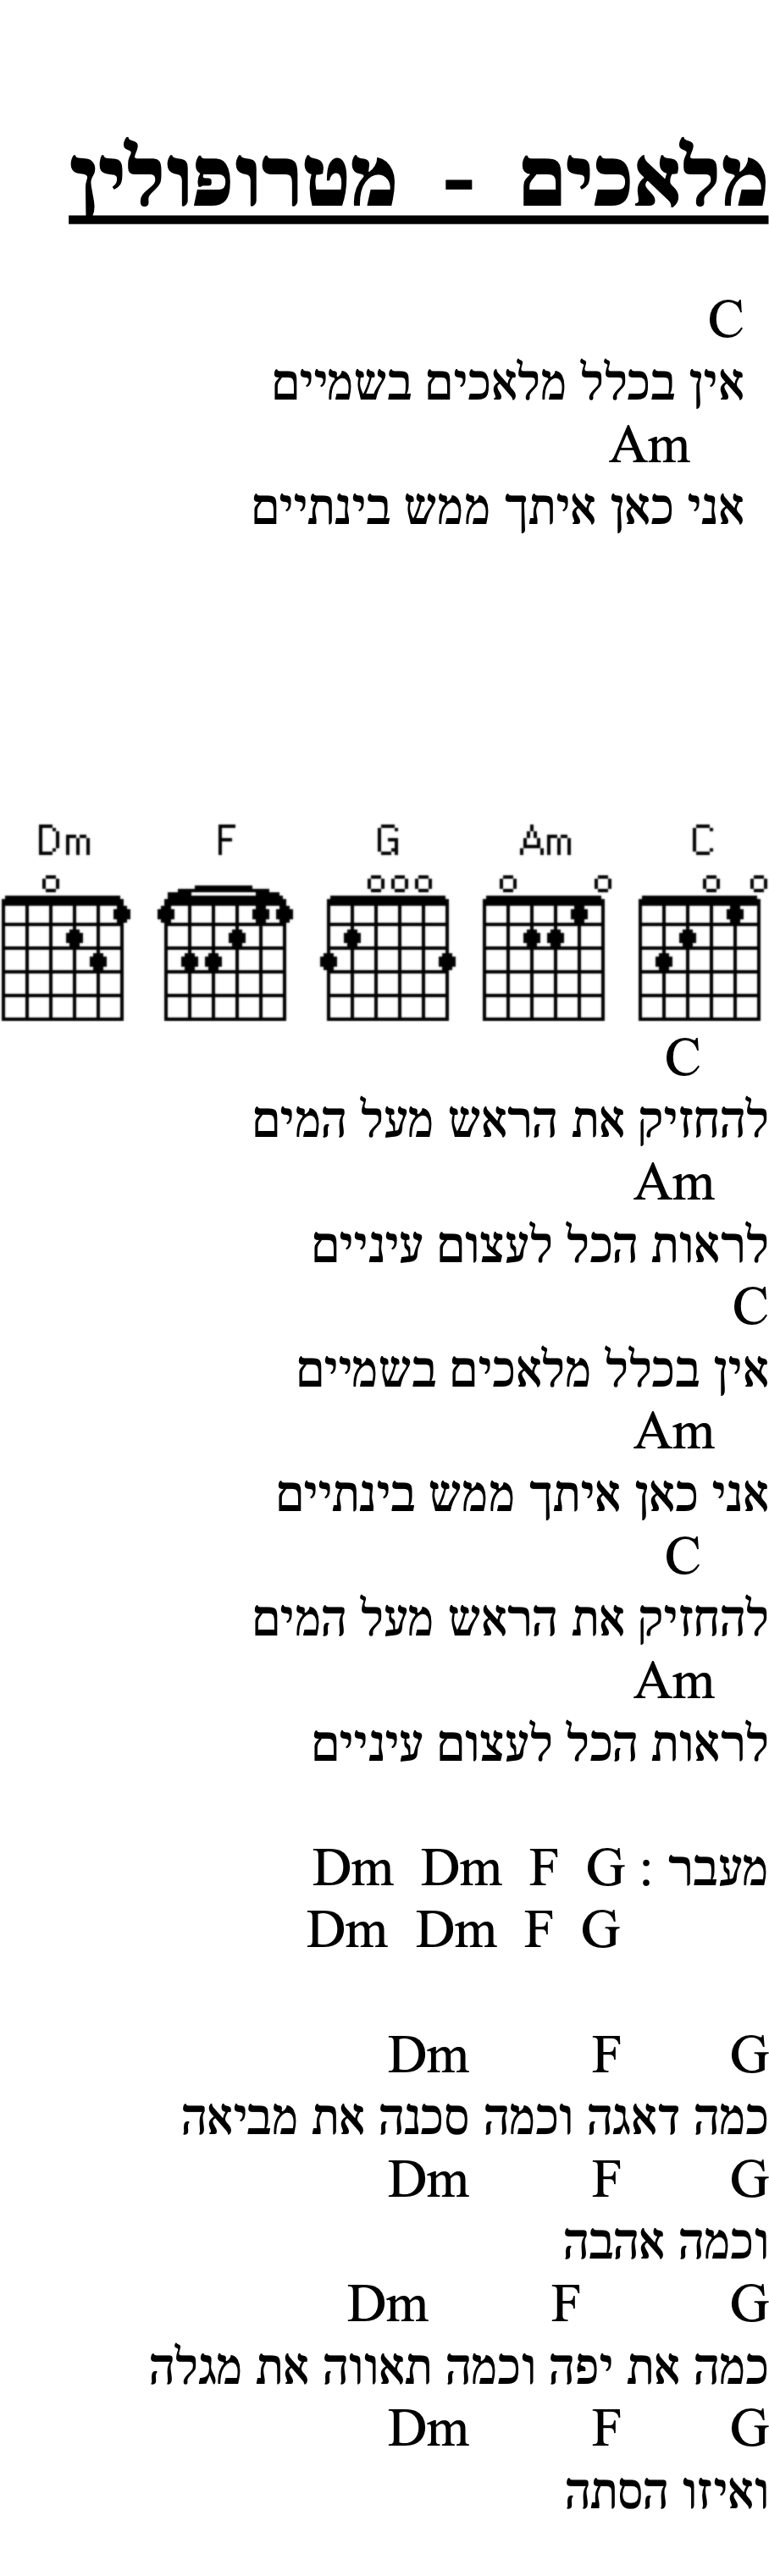 מלאכים - מטרופולין
C
אין בכלל מלאכים בשמיים
Am
אני כאן איתך ממש בינתיים
C Am G F Dm
C
להחזיק את הראש מעל המים
Am
לראות הכל לעצום עיניים
C
אין בכלל מלאכים בשמיים
Am
אני כאן איתך ממש בינתיים
C
להחזיק את הראש מעל המים
Am
לראות הכל לעצום עיניים
מעבר : Dm Dm F G
Dm Dm F G
Dm F G
כמה דאגה וכמה סכנה את מביאה
Dm F G
וכמה אהבה
Dm F G
כמה את יפה וכמה תאווה את מגלה
Dm F G
ואיזו הסתה